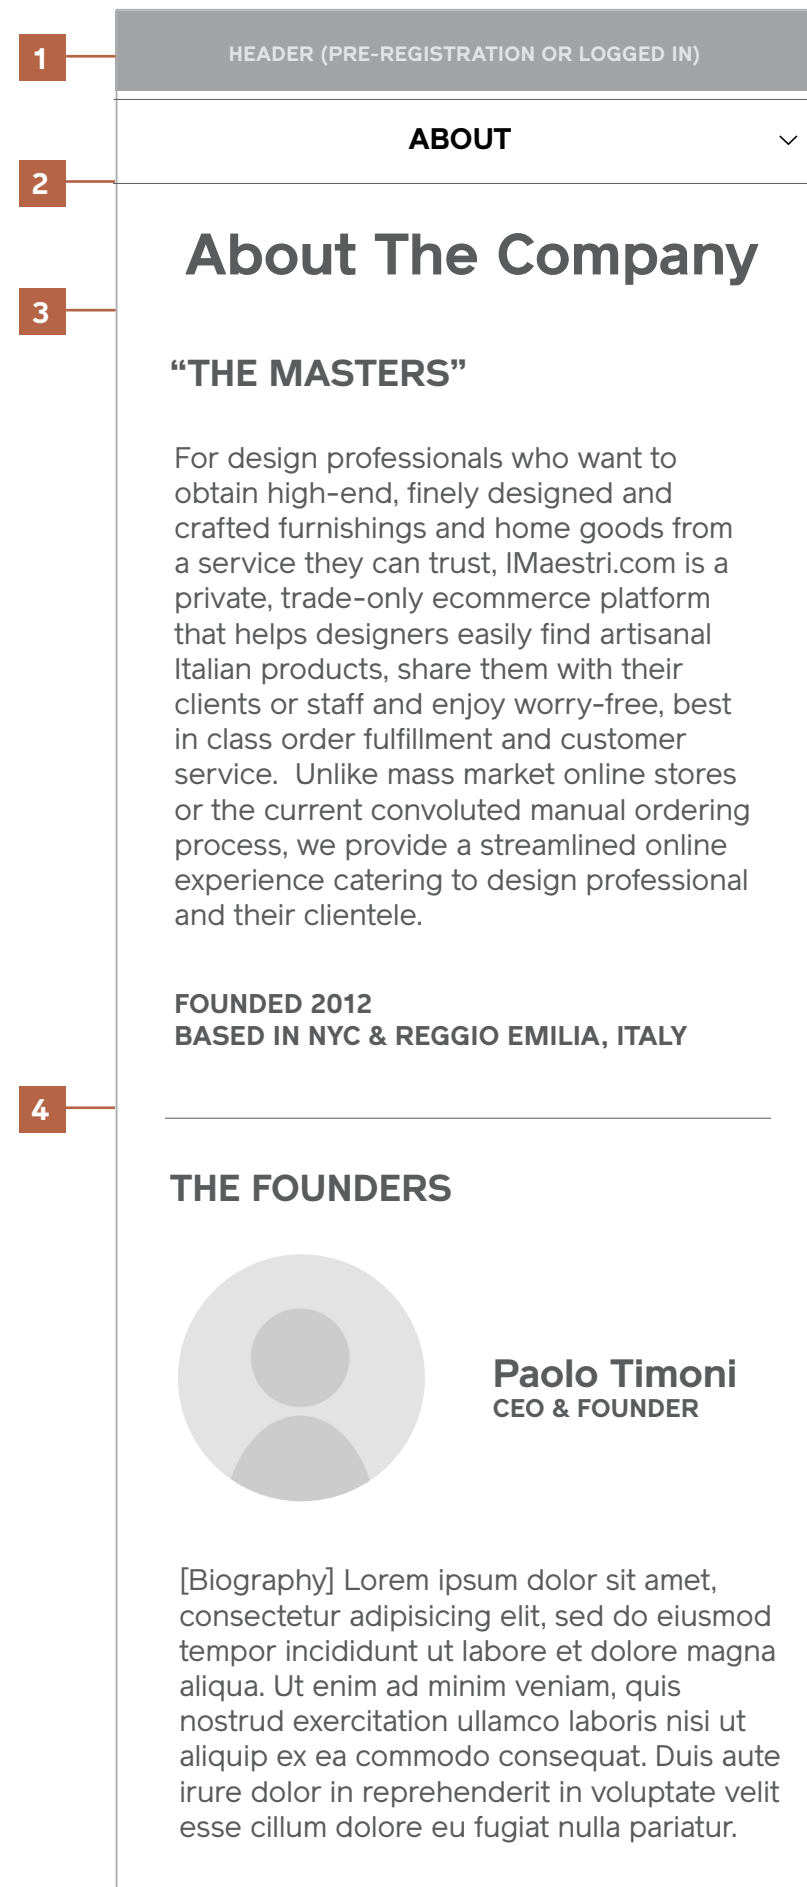 1
HEADER (PRE-REGISTRATION OR LOGGED IN)
ABOUT
2
About The Company
3
“THE MASTERS”
For design professionals who want to
obtain high-end, finely designed and
crafted furnishings and home goods from
a service they can trust, IMaestri.com is a
private, trade-only ecommerce platform
that helps designers easily find artisanal
Italian products, share them with their
clients or staff and enjoy worry-free, best
in class order fulfillment and customer
service.  Unlike mass market online stores
or the current convoluted manual ordering
process, we provide a streamlined online
experience catering to design professional
and their clientele.
FOUNDED 2012
BASED IN NYC & REGGIO EMILIA, ITALY
4
THE FOUNDERS
Paolo Timoni
CEO & FOUNDER
[Biography] Lorem ipsum dolor sit amet,
consectetur adipisicing elit, sed do eiusmod
tempor incididunt ut labore et dolore magna
aliqua. Ut enim ad minim veniam, quis
nostrud exercitation ullamco laboris nisi ut
aliquip ex ea commodo consequat. Duis aute
irure dolor in reprehenderit in voluptate velit
esse cillum dolore eu fugiat nulla pariatur.